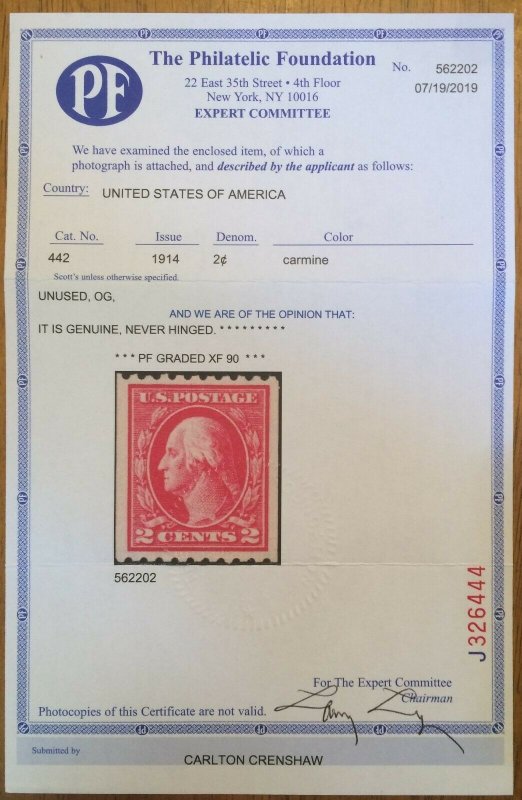 PF
The Philatelic Foundation
22 East 35th Street • 4th Floor
New York, NY 10016
EXPERT COMMITTEE
No. 562202
07/19/2019
We have examined the enclosed item, of which a
photograph is attached, and described by the applicant as follows:
Country: UNITED STATES OF AMERICA
Cat. No. Issue Denom. Color
442 1914 2¢ carmine
Scott's unless otherwise specified.
UNUSED, OG,
AND WE ARE OF THE OPINION THAT:
IT IS GENUINE, NEVER HINGED. * * * * * * * * *
* * * PF GRADED XF 90 * * *
U.S. POSTAGE
2 CENTS 2
562202
J 326444
For The Expert Committee
Chairman
Photocopies of this Certificate are not valid.
Submitted by
CARLTON CRENSHAW